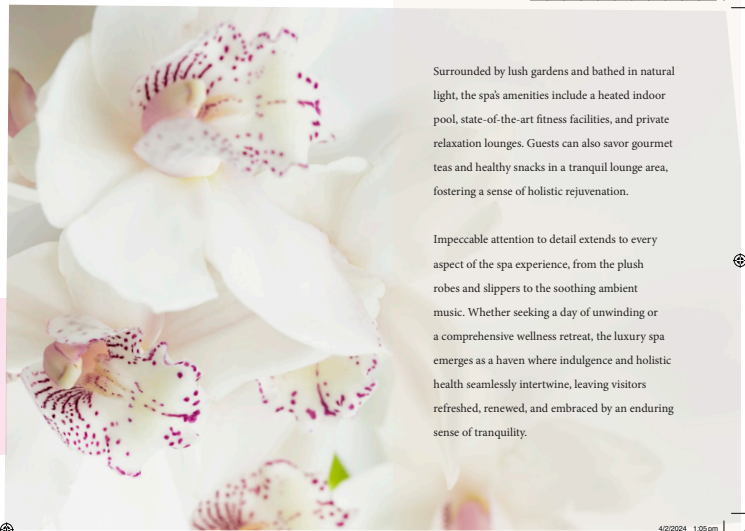 Surrounded by lush gardens and bathed in natural
light, the spa's amenities include a heated indoor
pool, state-of-the-art fitness facilities, and private
relaxation lounges. Guests can also savor gourmet
teas and healthy snacks in a tranquil lounge area,
fostering a sense of holistic rejuvenation.
Impeccable attention to detail extends to every
aspect of the spa experience, from the plush
robes and slippers to the soothing ambient
music. Whether seeking a day of unwinding or
a comprehensive wellness retreat, the luxury spa
emerges as a haven where indulgence and holistic
health seamlessly intertwine, leaving visitors
refreshed, renewed, and embraced by an enduring
sense of tranquility.
4/2/2024 1:05 pm